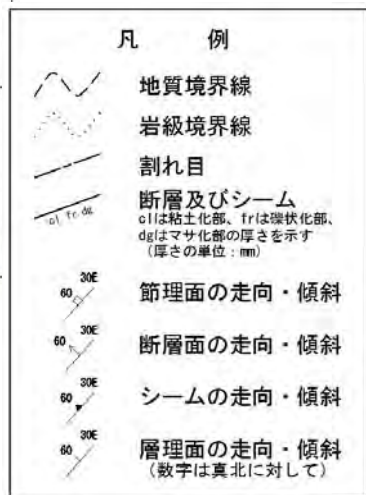 凡 例
地質境界線
岩級境界線
割れ目
断層及びシーム
cl fr dg
clは粘土化部、frは礫状化部、
dgはマサ化部の厚さを示す
(厚さの単位：mm)
30E
60
節理面の走向・傾斜
30E
60
断層面の走向・傾斜
30E
60
シームの走向・傾斜
30E
60
層理面の走向・傾斜
(数字は真北に対して)